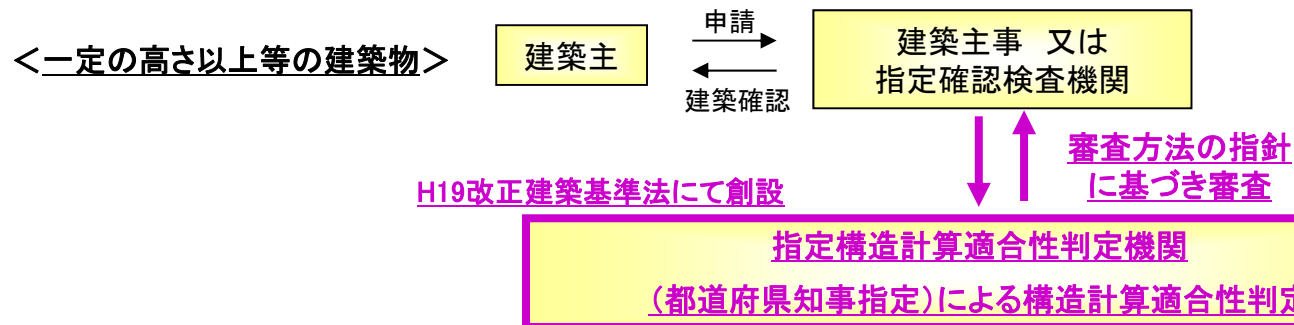 ＜一定の高さ以上等の建築物＞
建築主
申請
建築確認
建築主事　又は
指定確認検査機関
審査方法の指針
に基づき審査
H19改正建築基準法にて創設
指定構造計算適合性判定機関
（都道府県知事指定）による構造計算適合性判定